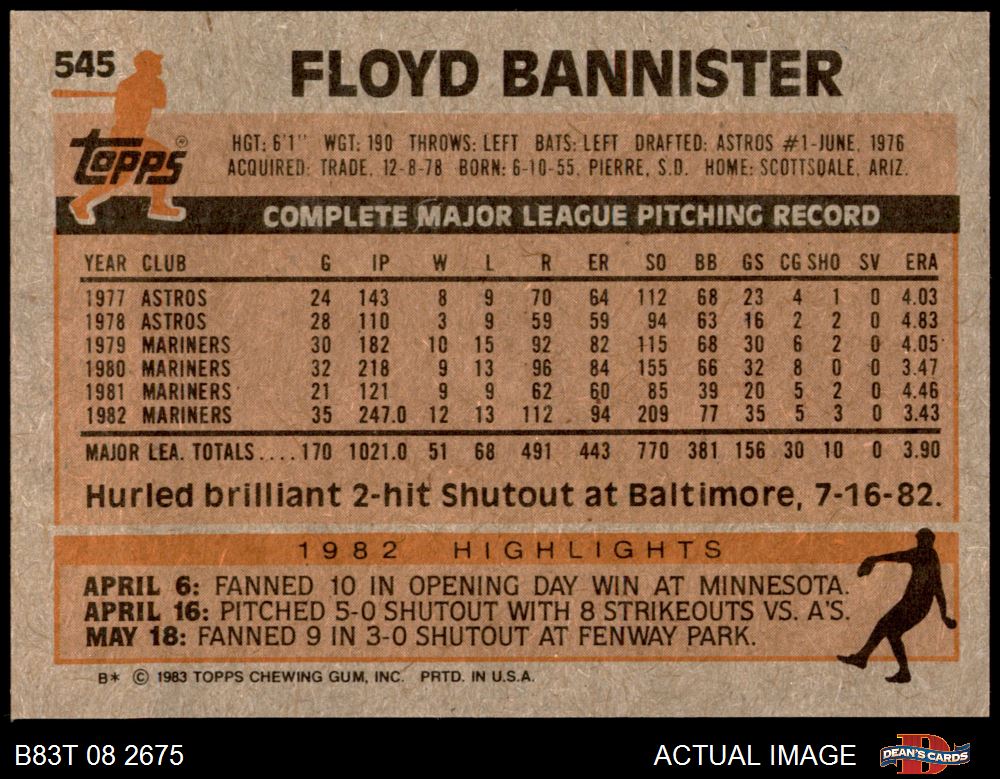 545
FLOYD BANNISTER
Topps®
HGT: 6'1" WGT: 190 THROWS: LEFT BATS: LEFT DRAFTED: ASTROS #1-JUNE, 1976
ACQUIRED: TRADE, 12-8-78 BORN: 6-10-55, PIERRE, S.D. HOME: SCOTTSDALE, ARIZ.
COMPLETE MAJOR LEAGUE PITCHING RECORD
YEAR CLUB G IP W L R ER SO BB GS CG SHO SV ERA
1977 ASTROS 24 143 8 9 70 64 112 68 23 4 1 0 4.03
1978 ASTROS 28 110 3 9 59 59 94 63 16 2 2 0 4.83
1979 MARINERS 30 182 10 15 92 82 115 68 30 6 2 0 4.05
1980 MARINERS 32 218 9 13 96 84 155 66 32 8 0 0 3.47
1981 MARINERS 21 121 9 9 62 60 85 39 20 5 2 0 4.46
1982 MARINERS 35 247.0 12 13 112 94 209 77 35 5 3 0 3.43
MAJOR LEA. TOTALS.... 170 1021.0 51 68 491 443 770 381 156 30 10 0 3.90
Hurled brilliant 2-hit Shutout at Baltimore, 7-16-82.
1982 HIGHLIGHTS
APRIL 6: FANNED 10 IN OPENING DAY WIN AT MINNESOTA.
APRIL 16: PITCHED 5-0 SHUTOUT WITH 8 STRIKEOUTS VS. A'S.
MAY 18: FANNED 9 IN 3-0 SHUTOUT AT FENWAY PARK.
B* © 1983 TOPPS CHEWING GUM, INC. PRTD. IN U.S.A.
B83T 08 2675
ACTUAL IMAGE
DEAN'S CARDS